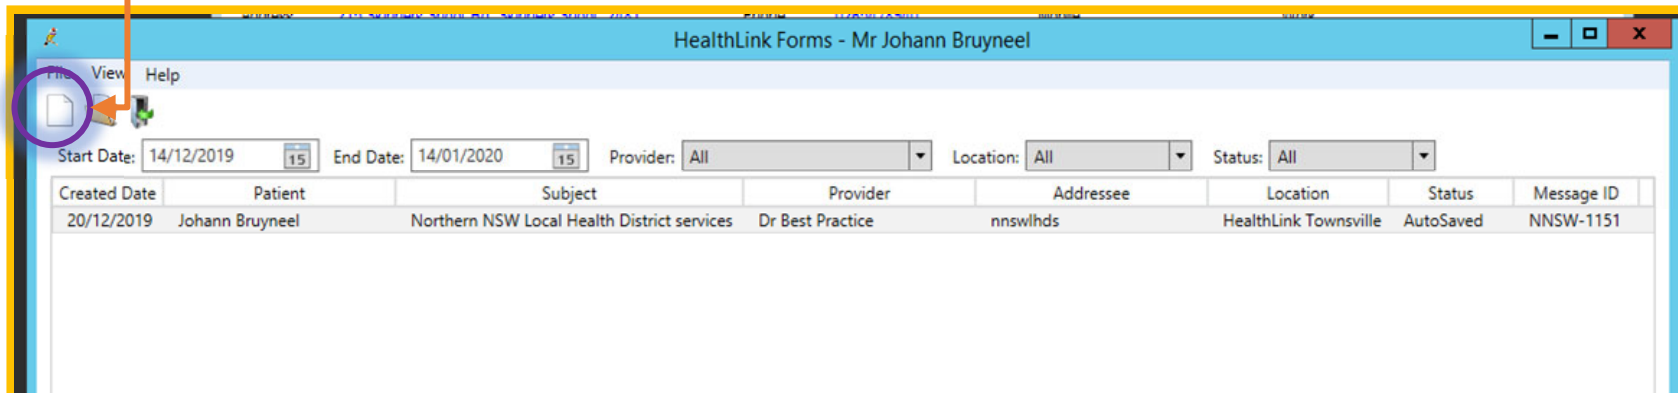 HealthLink Forms - Mr Johann Bruyneel
File View Help
Start Date: 14/12/2019 15 End Date: 14/01/2020 15 Provider: All Location: All Status: All
Created Date Patient Subject Provider Addressee Location Status Message ID
20/12/2019 Johann Bruyneel Northern NSW Local Health District services Dr Best Practice nnswlhds HealthLink Townsville AutoSaved NNSW-1151